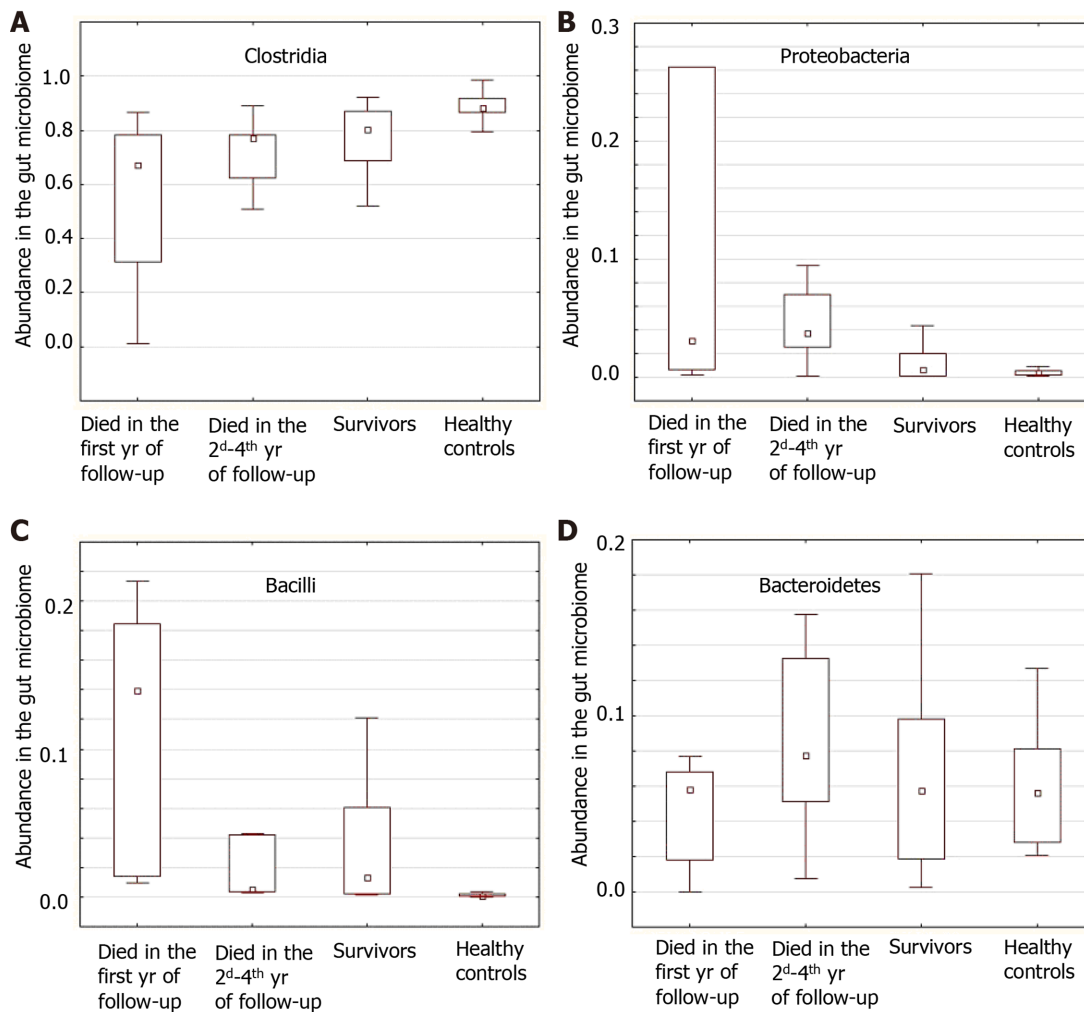 A
Clostridia
Abundance in the gut microbiome
1.0
0.8
0.6
0.4
0.2
0.0
Died in the
first yr of
follow-up
Died in the
2ᵈ-4ᵗʰ yr
of follow-up
Survivors
Healthy
controls
B
Proteobacteria
Abundance in the gut microbiome
0.3
0.2
0.1
0.0
Died in the
first yr of
follow-up
Died in the
2ᵈ-4ᵗʰ yr
of follow-up
Survivors
Healthy
controls
C
Bacilli
Abundance in the gut microbiome
0.2
0.1
0.0
Died in the
first yr of
follow-up
Died in the
2ᵈ-4ᵗʰ yr
of follow-up
Survivors
Healthy
controls
D
Bacteroidetes
Abundance in the gut microbiome
0.2
0.1
0.0
Died in the
first yr of
follow-up
Died in the
2ᵈ-4ᵗʰ yr
of follow-up
Survivors
Healthy
controls